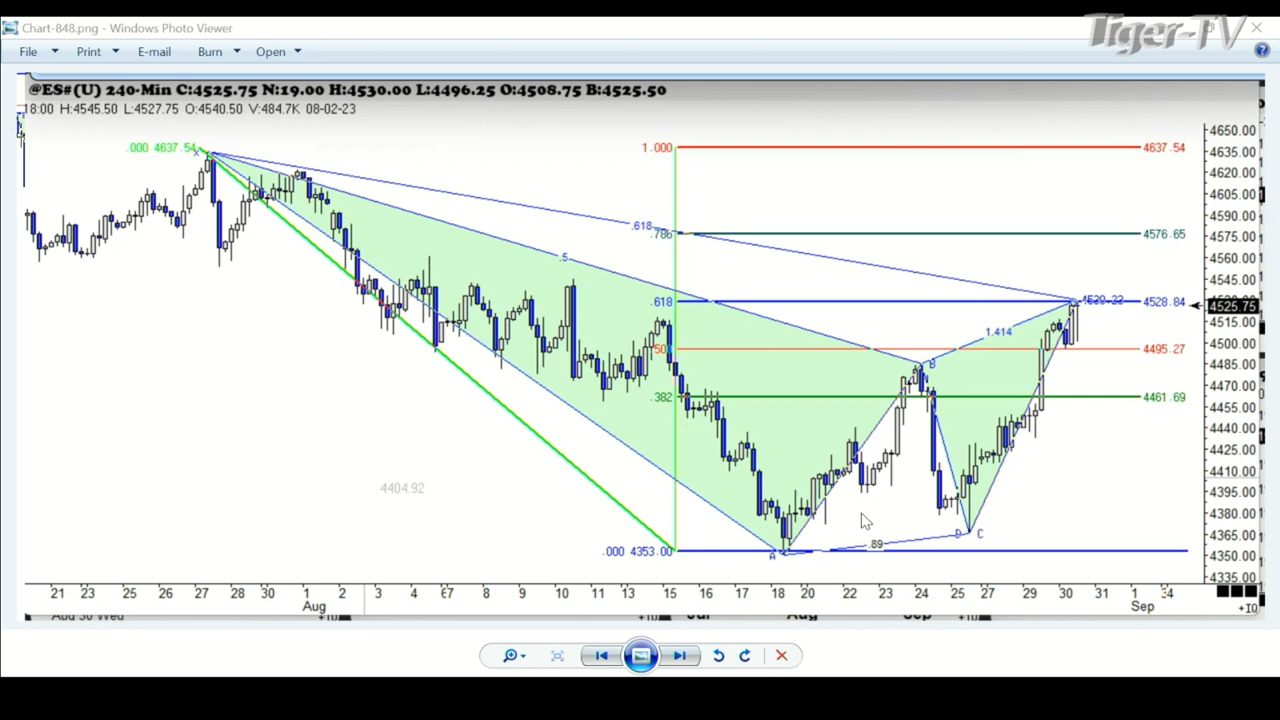 Chart-848.png - Windows Photo Viewer
Tiger-TV
File Print E-mail Burn Open
@ES#(U) 240-Min C:4525.75 N:19.00 H:4530.00 L:4496.25 O:4508.75 B:4525.50
18:00 H:4545.50 L:4527.75 O:4540.50 V:484.7K 08-02-23
4650.00
.000 4637.54 X 1.000 4637.54 4635.00
4620.00
4605.00
4590.00
.618 .786 4576.65 4575.00
.5 4560.00
4545.00
.618 4528.84
4525.75
1.414 4515.00
4495.27 4500.00
B 4485.00
4470.00
.382 4461.69
4455.00
4440.00
4425.00
4410.00
4404.92 4395.00
4380.00
D C 4365.00
.89
.000 4353.00 A 4350.00
4335.00
21 23 25 26 27 28 30 1 2 3 4 8 9 10 11 13 15 16 17 18 20 22 23 24 25 27 29 30 31 1
Aug Sep
+10
Aug 30 Wed